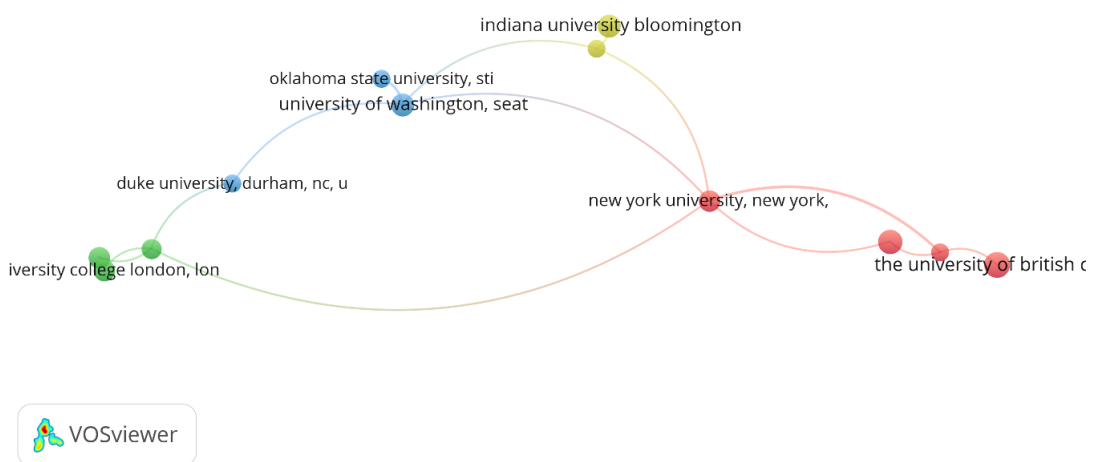 indiana university bloomington
oklahoma state university, sti
university of washington, seat
duke university, durham, nc, u
new york university, new york,
iversity college london, lon
the university of british c
VOSviewer